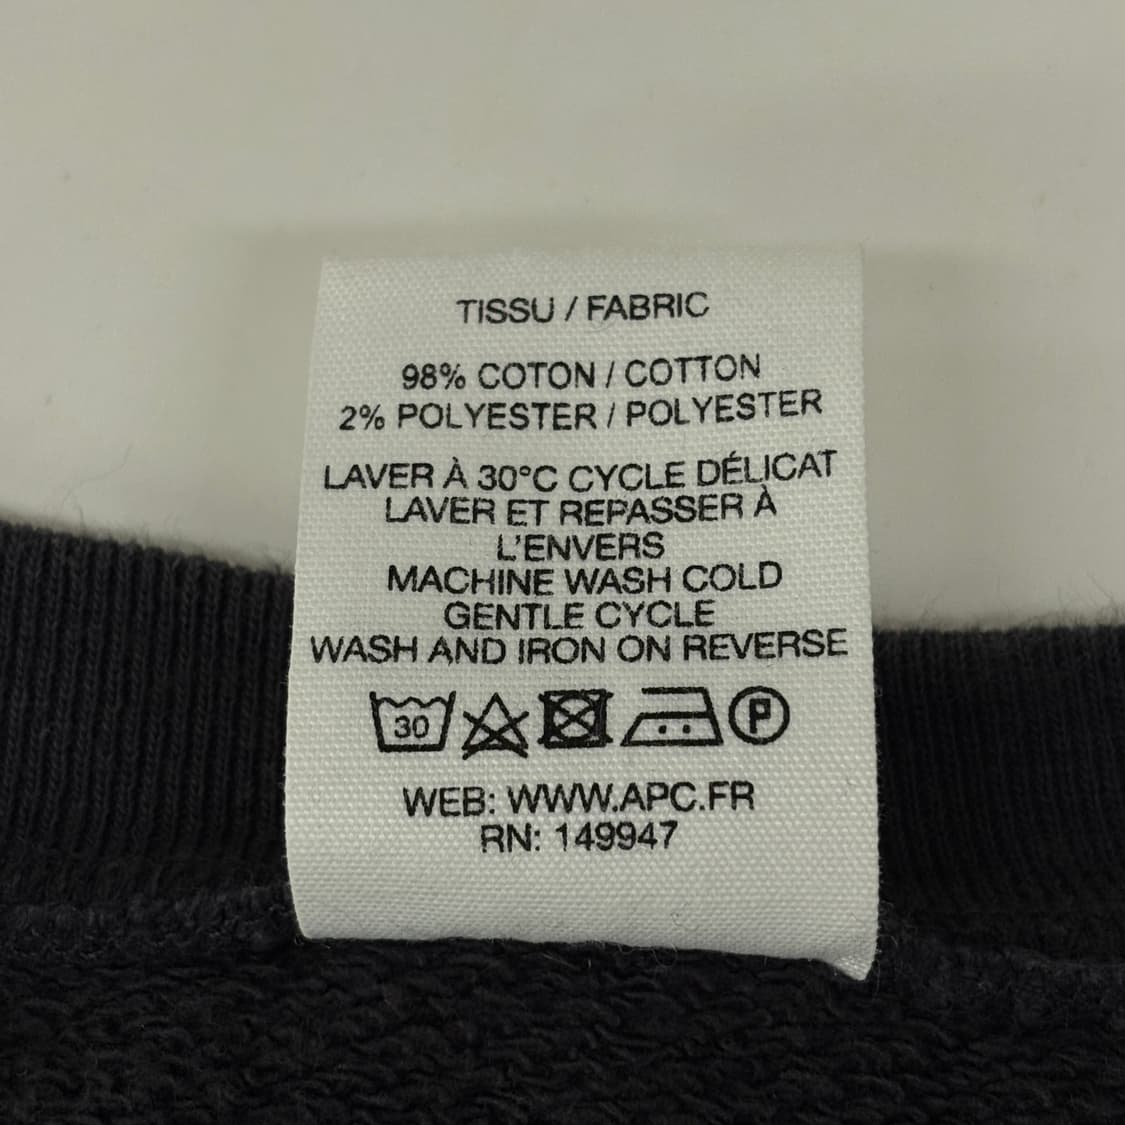 TISSU / FABRIC
98% COTON / COTTON
2% POLYESTER / POLYESTER
LAVER À 30°C CYCLE DÉLICAT
LAVER ET REPASSER À
L'ENVERS
MACHINE WASH COLD
GENTLE CYCLE
WASH AND IRON ON REVERSE
30 P
WEB: WWW.APC.FR
RN: 149947